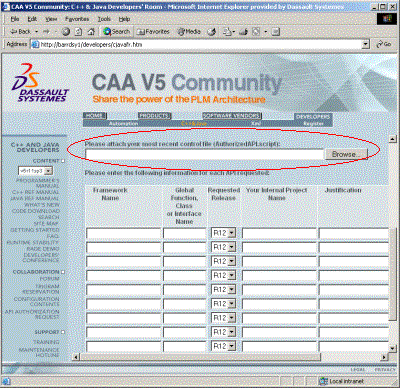 CAA V5 Community: C++ & Java Developers' Room - Microsoft Internet Explorer provided by Dassault Systemes
File Edit View Favorites Tools Help
Back Search Favorites Media
Address http://barrdsy1/developers/cjavafr.htm
DASSAULT
SYSTEMES
CAA V5 Community
Share the power of the PLM Architecture
HOME PRODUCTS SOFTWARE VENDORS DEVELOPERS
Automation Register
C++ AND JAVA
DEVELOPERS
CONTENT
PROGRAMMER'S
MANUAL
C++ REF MANUAL
JAVA REF MANUAL
WHAT'S NEW
CODE DOWNLOAD
SEARCH
SITE MAP
GETTING STARTED
FAQ
RUNTIME STABILITY
PAGE DEMO
DEVELOPERS'
CONFERENCE
COLLABORATION
FORUM
TPGRAM
RESERVATION
CONFIGURATION
CONTENTS
API AUTHORIZATION
REQUEST
SUPPORT
TRAINING
MAINTENANCE
HOTLINE
Please attach your most recent control file (AuthorizedAPI.script):
Browse...
Please enter the following information for each API requested:
Framework
Name
Global
Function,
Class
or Interface
Name
Requested
Release
Your Internal Project
Name
Justification
R12
R12
R12
R12
R12
R12
R12
R12
R12
LEGAL PRIVACY
Local intranet